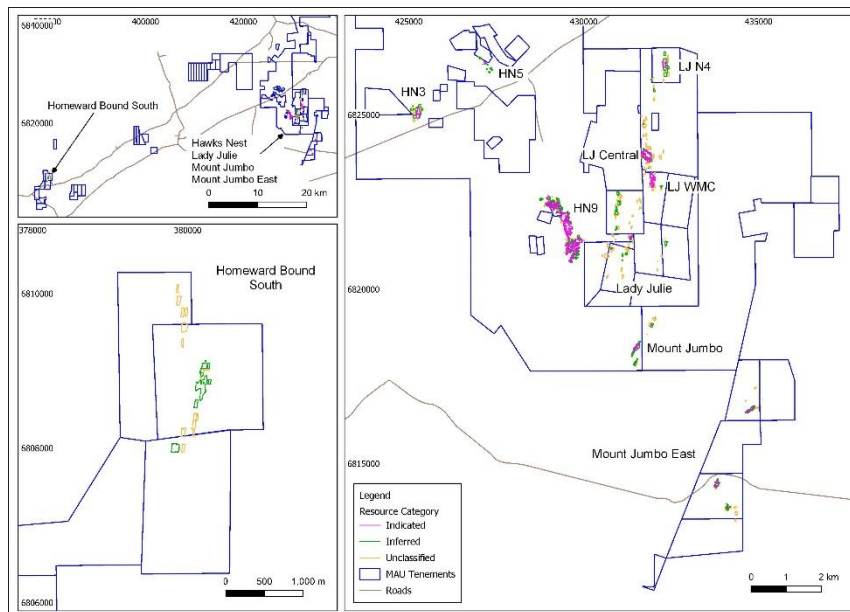 400000
420000
6840000
6820000
Homeward Bound South
Hawks Nest
Lady Julie
Mount Jumbo
Mount Jumbo East
0 10 20 km
378000
380000
Homeward Bound
South
6810000
6806000
0 500 1,000 m
425000
430000
435000
HN5
LJ N4
HN3
6825000
LJ Central
LJ WMC
HN9
6820000
Lady Julie
Mount Jumbo
Mount Jumbo East
6815000
Legend
Resource Category
Indicated
Inferred
Unclassified
MAU Tenements
Roads
0 1 2 km